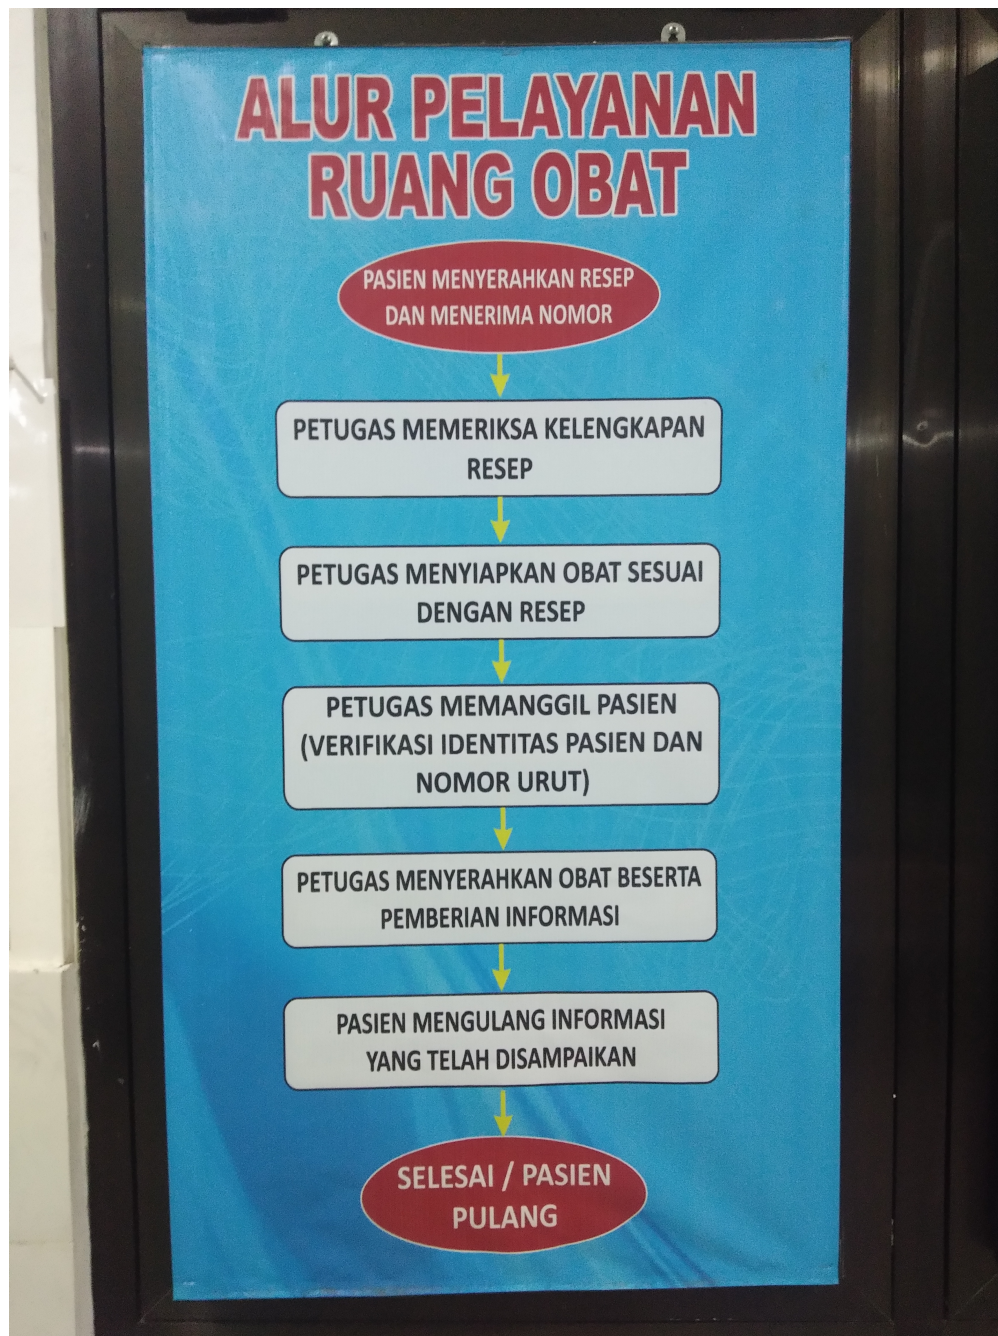 ALUR PELAYANAN
RUANG OBAT
PASIEN MENYERAHKAN RESEP
DAN MENERIMA NOMOR
PETUGAS MEMERIKSA KELENGKAPAN
RESEP
PETUGAS MENYIAPKAN OBAT SESUAI
DENGAN RESEP
PETUGAS MEMANGGIL PASIEN
(VERIFIKASI IDENTITAS PASIEN DAN
NOMOR URUT)
PETUGAS MENYERAHKAN OBAT BESERTA
PEMBERIAN INFORMASI
PASIEN MENGULANG INFORMASI
YANG TELAH DISAMPAIKAN
SELESAI / PASIEN
PULANG